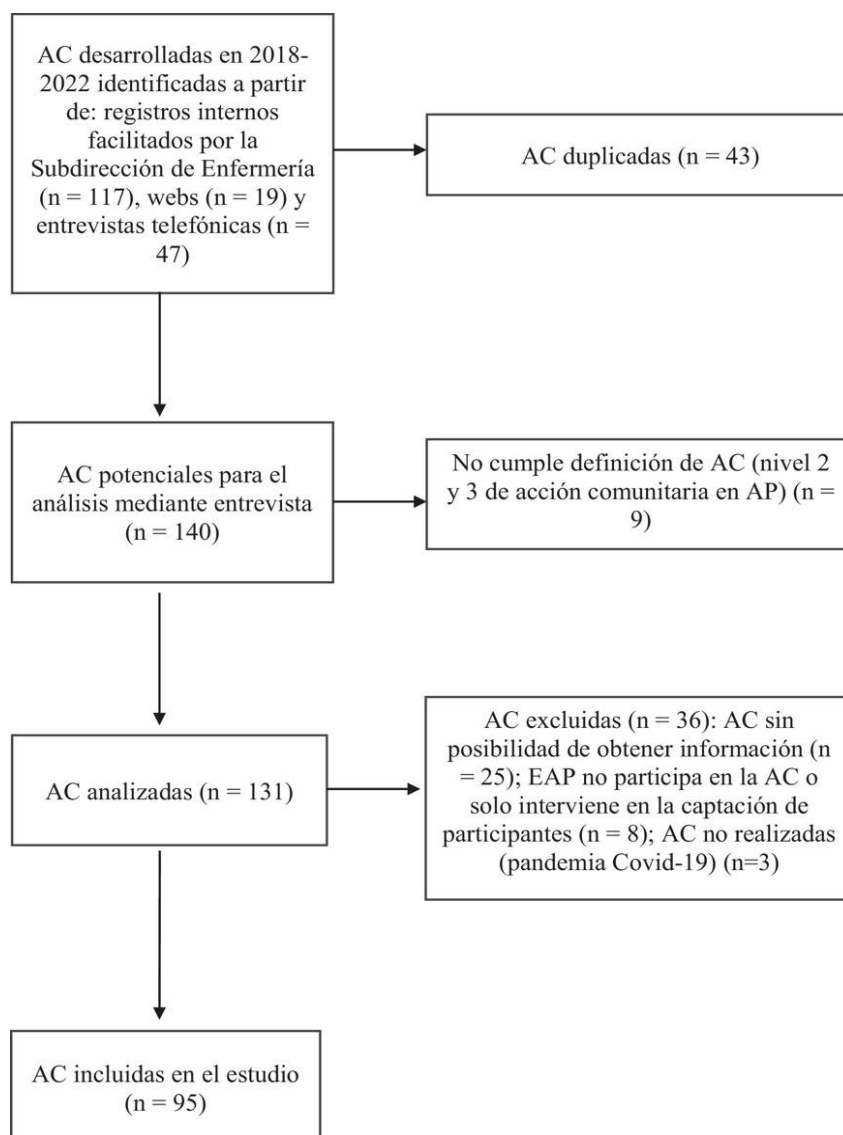 AC desarrolladas en 2018-
2022 identificadas a partir
de: registros internos
facilitados por la
Subdirección de Enfermería
(n = 117), webs (n = 19) y
entrevistas telefónicas (n =
47)
AC duplicadas (n = 43)
AC potenciales para el
análisis mediante entrevista
(n = 140)
No cumple definición de AC (nivel 2
y 3 de acción comunitaria en AP) (n =
9)
AC analizadas (n = 131)
AC excluidas (n = 36): AC sin
posibilidad de obtener información (n
= 25); EAP no participa en la AC o
solo interviene en la captación de
participantes (n = 8); AC no realizadas
(pandemia Covid-19) (n=3)
AC incluidas en el estudio
(n = 95)